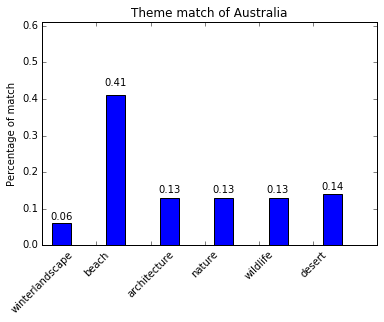 Theme match of Australia
Percentage of match
0.6
0.5
0.4
0.3
0.2
0.1
0.0
0.06
0.41
0.13
0.13
0.13
0.14
winterlandscape
beach
architecture
nature
wildlife
desert